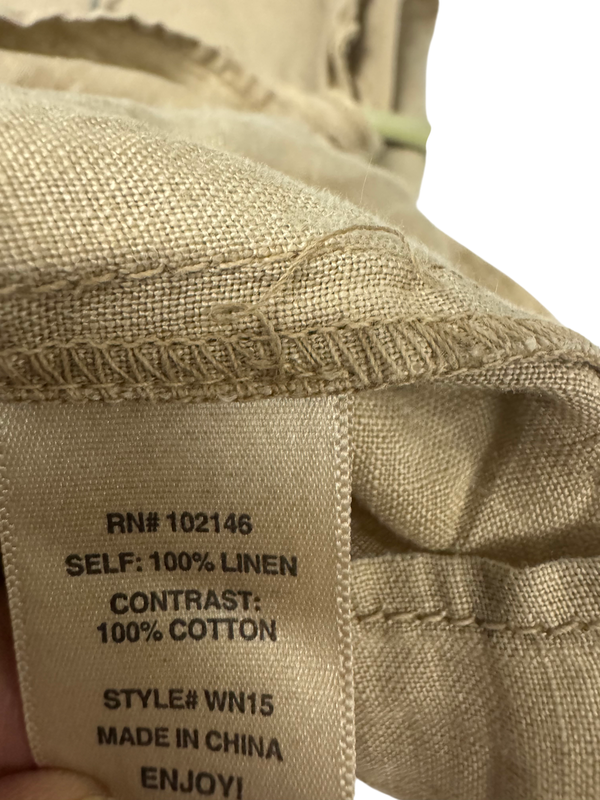 RN# 102146
SELF: 100% LINEN
CONTRAST:
100% COTTON
STYLE# WN15
MADE IN CHINA
ENJOY!